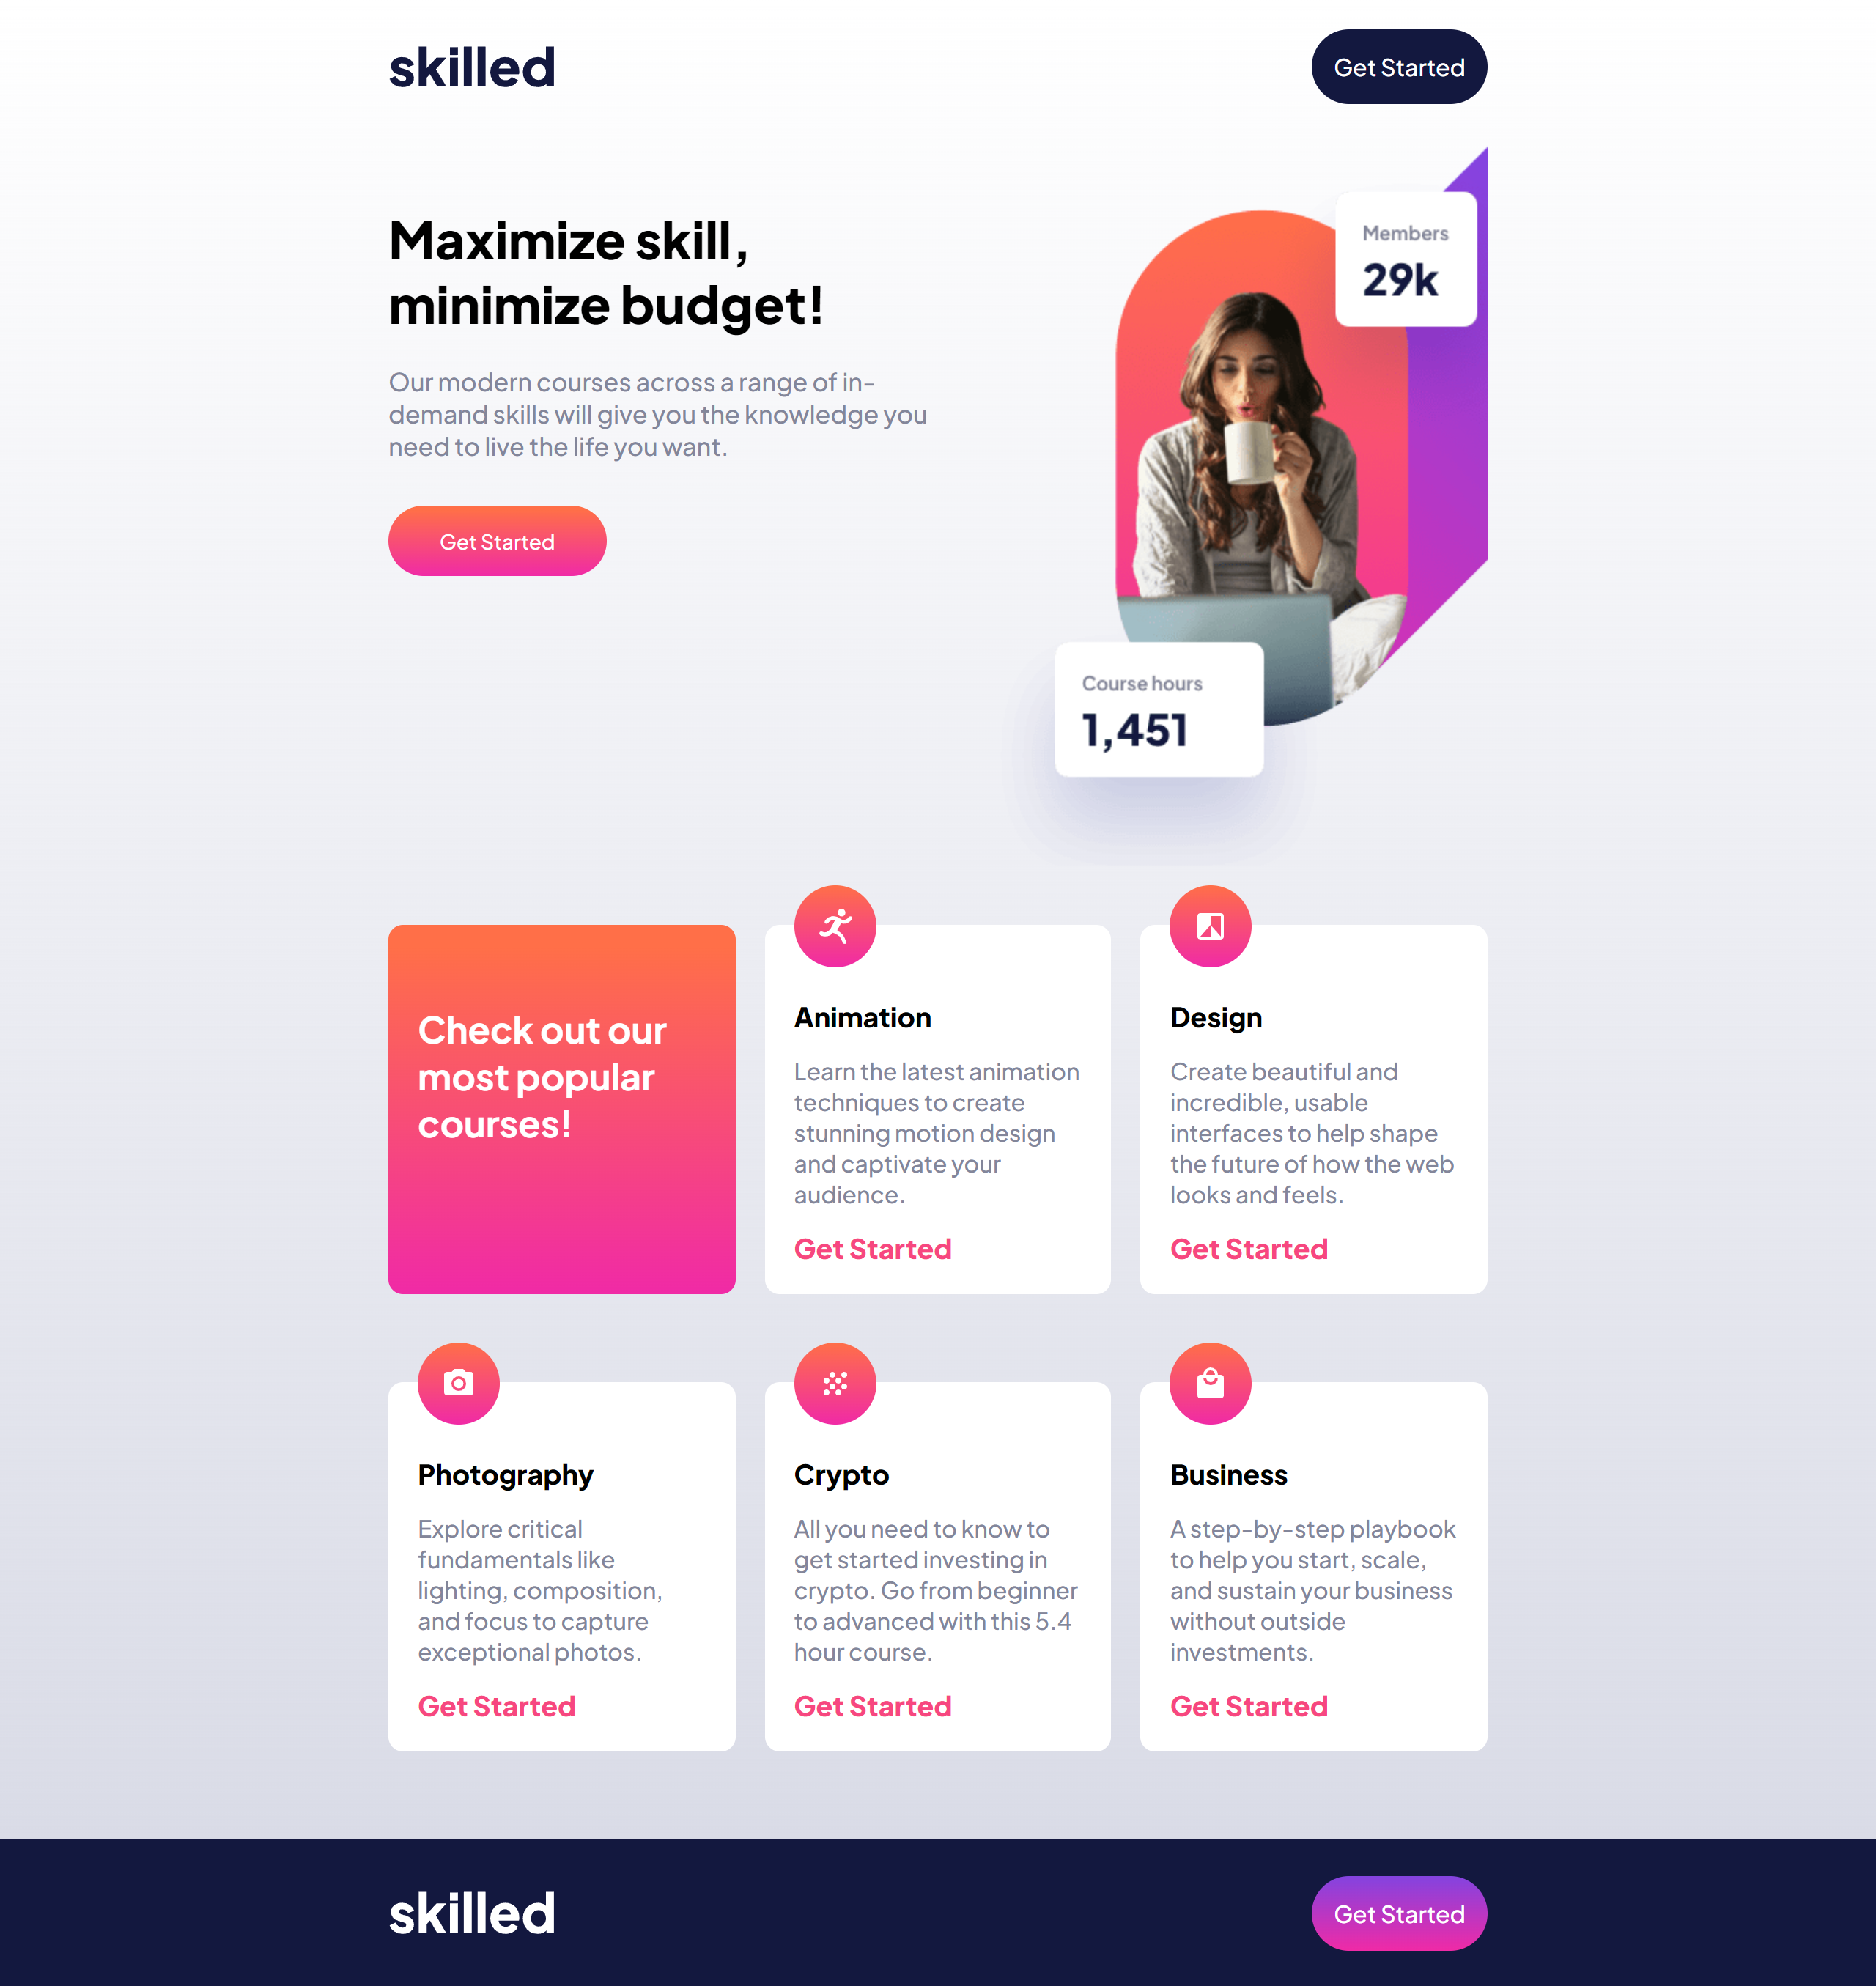 skilled
Get Started
Maximize skill,
minimize budget!
Our modern courses across a range of in-
demand skills will give you the knowledge you
need to live the life you want.
Get Started
Members
29k
Course hours
1,451
Check out our
most popular
courses!
Animation
Learn the latest animation
techniques to create
stunning motion design
and captivate your
audience.
Get Started
Design
Create beautiful and
incredible, usable
interfaces to help shape
the future of how the web
looks and feels.
Get Started
Photography
Explore critical
fundamentals like
lighting, composition,
and focus to capture
exceptional photos.
Get Started
Crypto
All you need to know to
get started investing in
crypto. Go from beginner
to advanced with this 5.4
hour course.
Get Started
Business
A step-by-step playbook
to help you start, scale,
and sustain your business
without outside
investments.
Get Started
skilled
Get Started